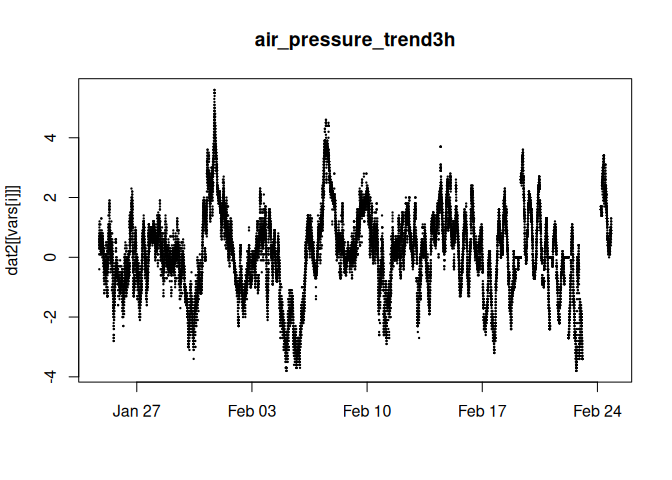 air_pressure_trend3h
dat2[[vars[i]]]
4
2
0
-2
-4
Jan 27
Feb 03
Feb 10
Feb 17
Feb 24